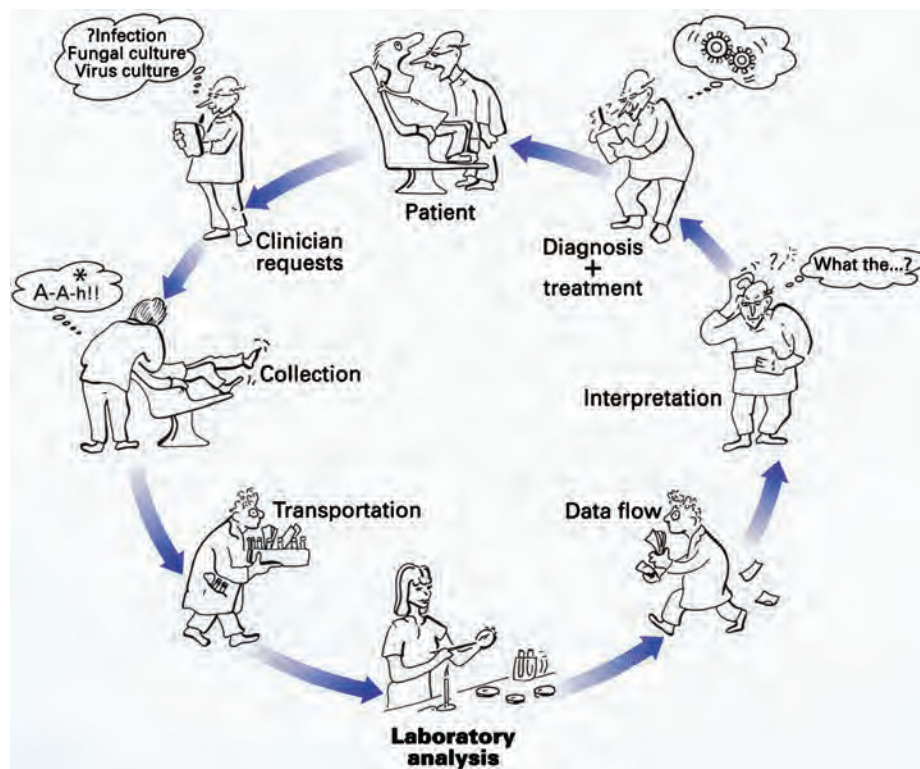 ?Infection
Fungal culture
Virus culture
Patient
Clinician
requests
Diagnosis
+
treatment
*
A-A-h!!
What the...?
Collection
Interpretation
Transportation
Data flow
?
Laboratory
analysis